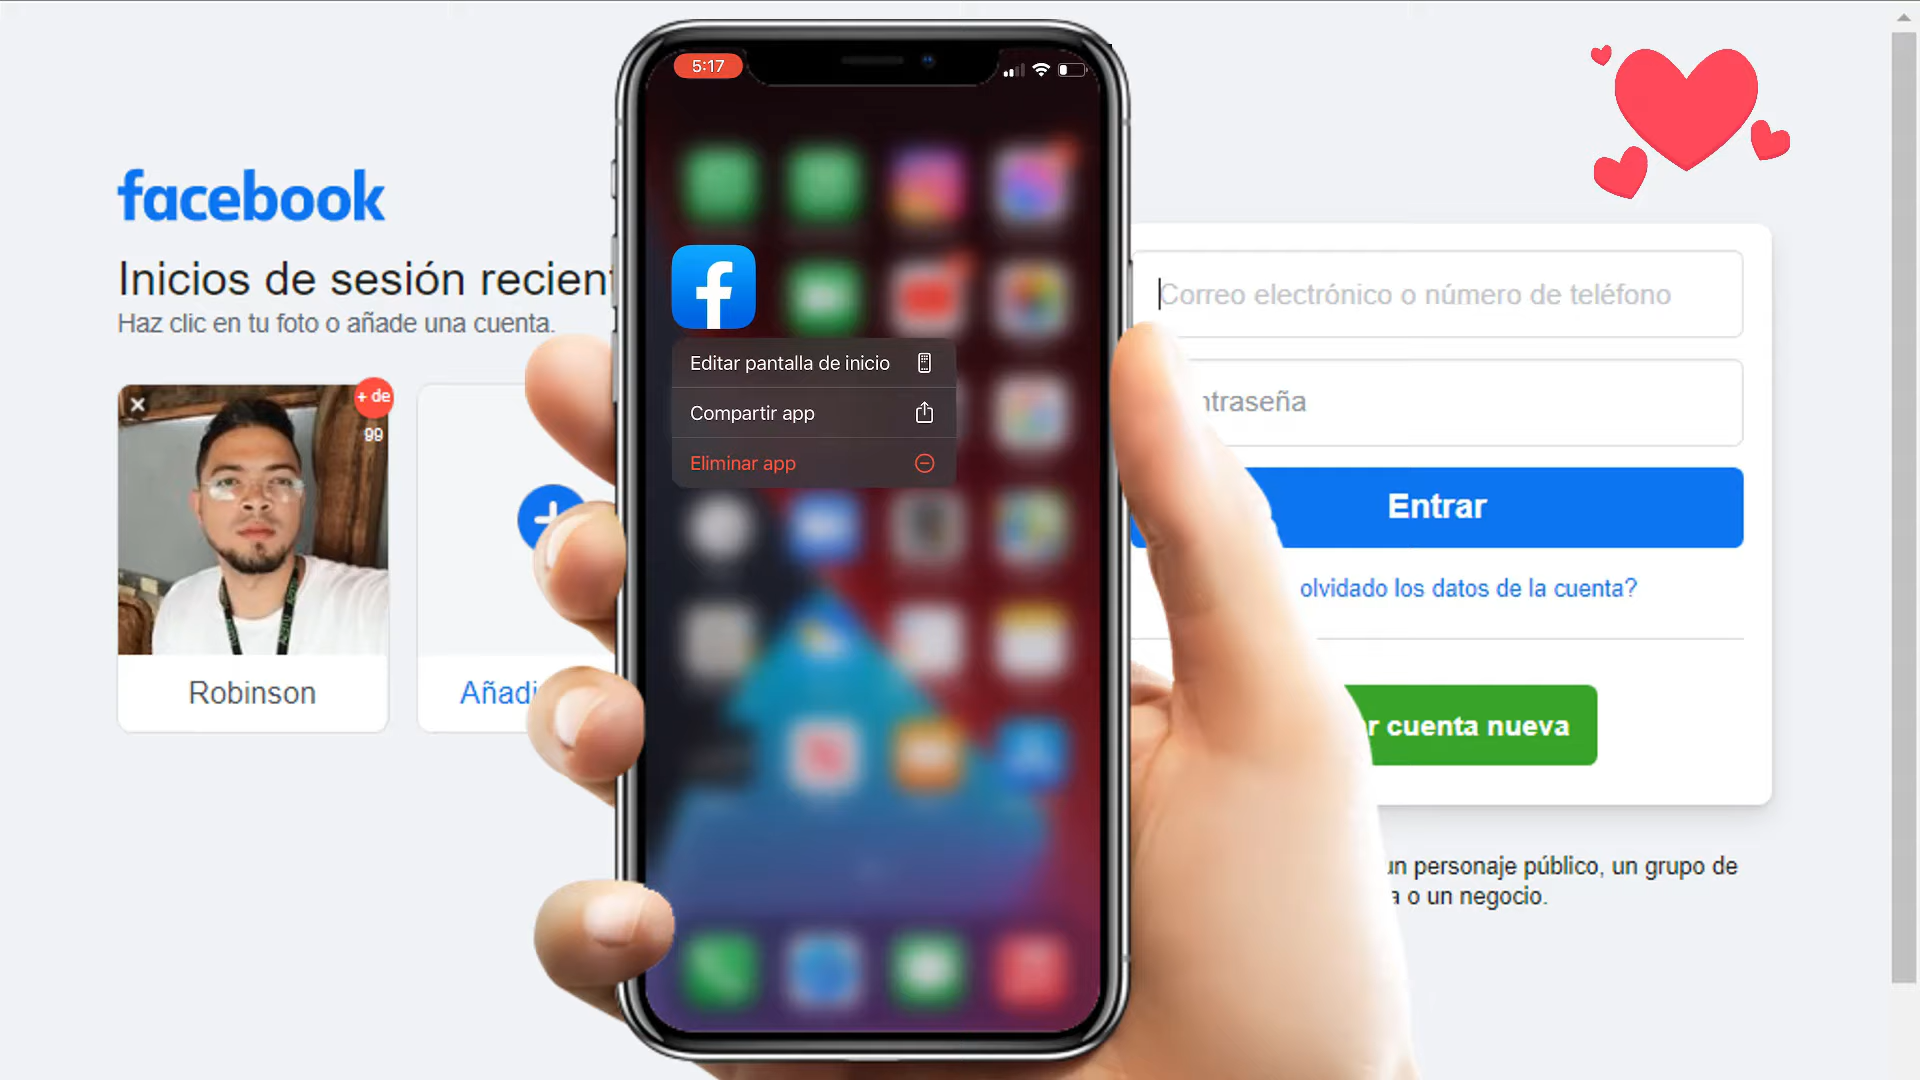 facebook
Inicios de sesión recient
Haz clic en tu foto o añade una cuenta.
+ de
99
Robinson
Añadi
5:17
Editar pantalla de inicio
Compartir app
Eliminar app
Correo electrónico o número de teléfono
ntraseña
Entrar
olvidado los datos de la cuenta?
r cuenta nueva
un personaje público, un grupo de
a o un negocio.